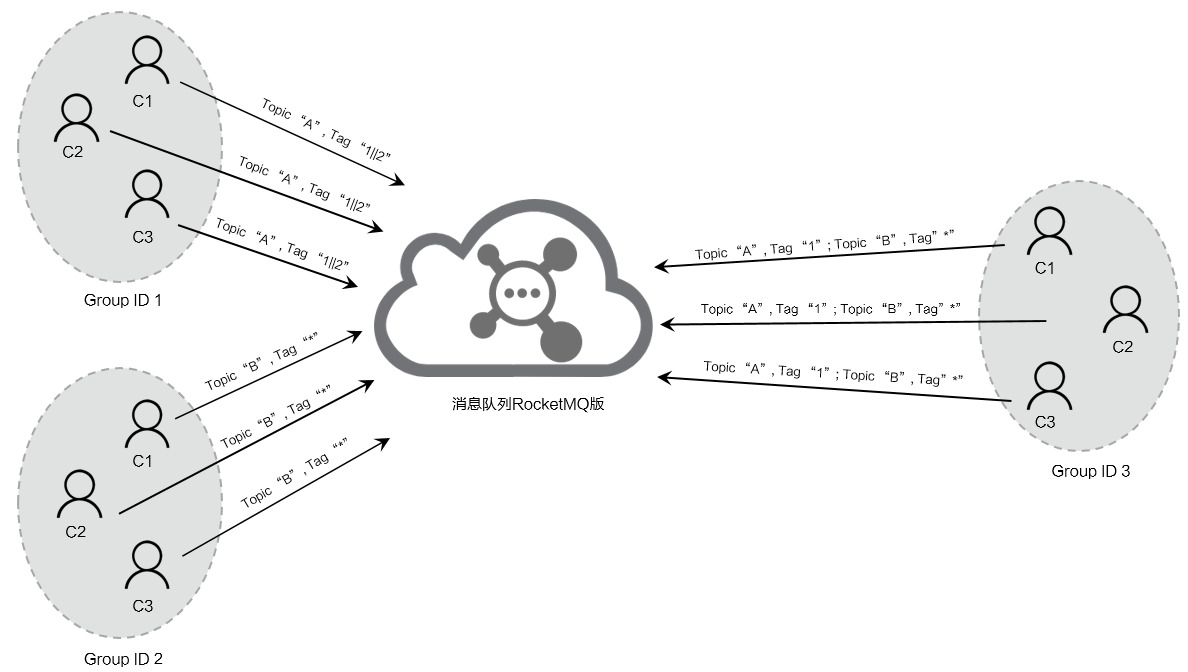 C1
Topic “A” , Tag “1||2”
C2
Topic “A” , Tag “1||2”
C3
Topic “A” , Tag “1||2”
Group ID 1
C1
Topic “B” , Tag “*”
C2
Topic “B” , Tag “*”
C3
Topic “B” , Tag “*”
Group ID 2
消息队列RocketMQ版
Topic “A” , Tag “1” ; Topic “B” , Tag” *”
C1
Topic “A” , Tag “1” ; Topic “B” , Tag” *”
C2
Topic “A” , Tag “1” ; Topic “B” , Tag” *”
C3
Group ID 3